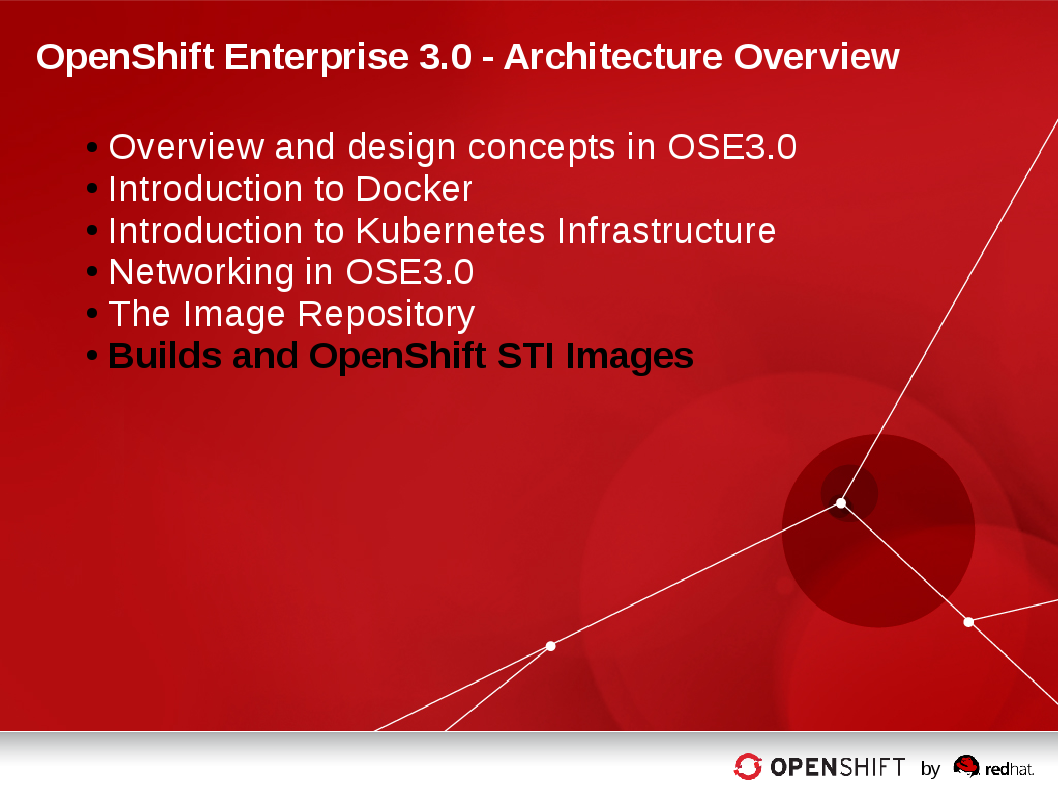 OpenShift Enterprise 3.0 - Architecture Overview
• Overview and design concepts in OSE3.0
• Introduction to Docker
• Introduction to Kubernetes Infrastructure
• Networking in OSE3.0
• The Image Repository
• Builds and OpenShift STI Images
OPENSHIFT by redhat.